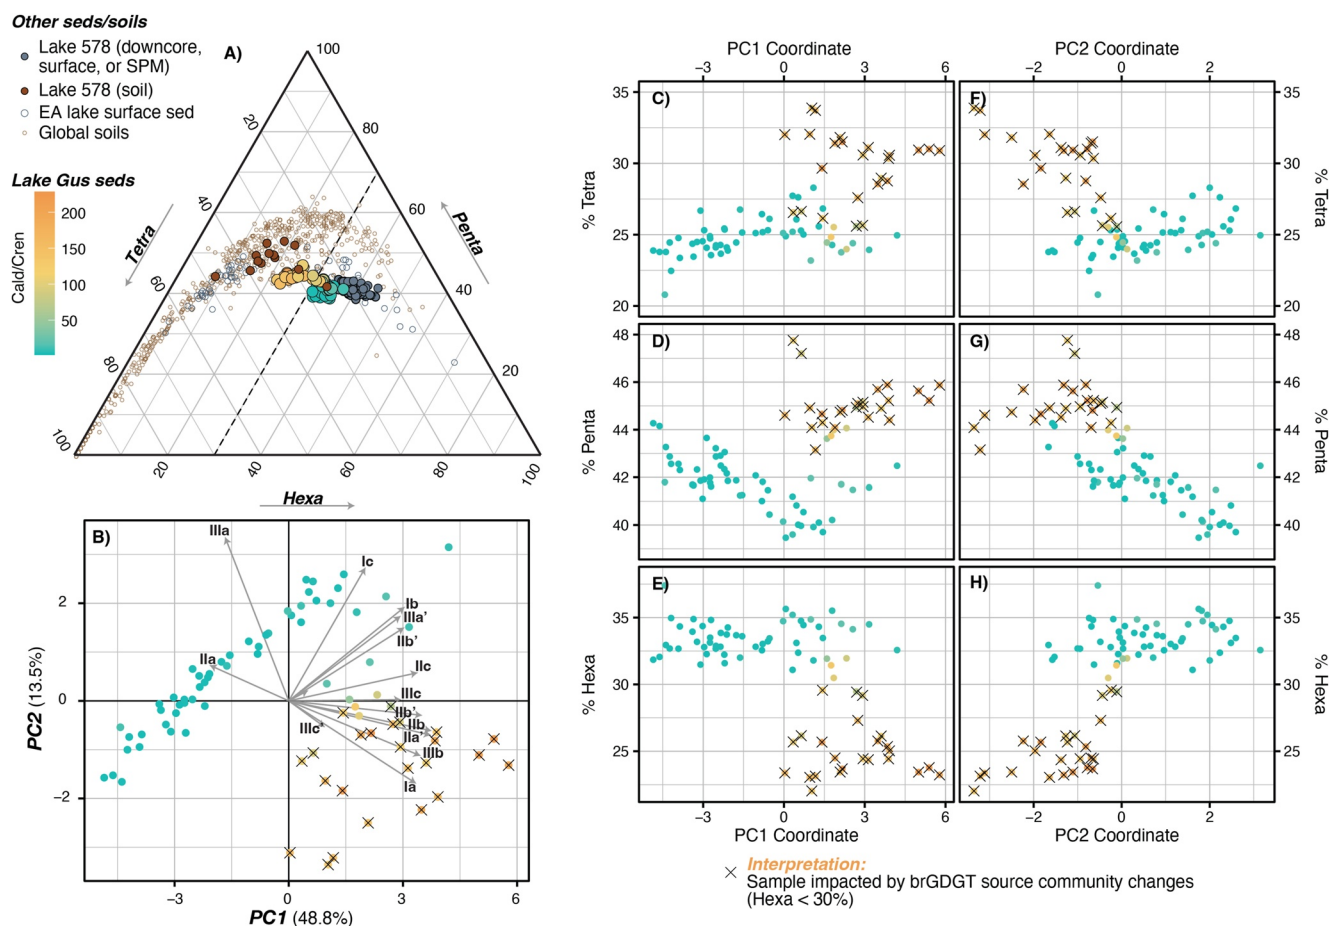 Other seds/soils
Lake 578 (downcore,
surface, or SPM)
Lake 578 (soil)
EA lake surface sed
Global soils
Lake Gus seds
Cald/Cren
200
150
100
50
A)
100
80
60
40
20
20
40
60
80
100
20
40
60
80
100
Tetra
Penta
Hexa
B)
IIIa
Ic
Ib
IIIa’
IIb’
IIa
IIc
IIIc
IIb’
IIIc’
IIb
IIa’
IIIb
Ia
2
0
−2
−3
0
3
6
PC2 (13.5%)
PC1 (48.8%)
PC1 Coordinate
PC2 Coordinate
−3
0
3
6
−2
0
2
C)
F)
35
30
25
20
35
30
25
20
% Tetra
% Tetra
D)
G)
48
46
44
42
40
48
46
44
42
40
% Penta
% Penta
E)
H)
35
30
25
35
30
25
% Hexa
% Hexa
−3
0
3
6
−2
0
2
PC1 Coordinate
PC2 Coordinate
Interpretation:
Sample impacted by brGDGT source community changes
(Hexa < 30%)